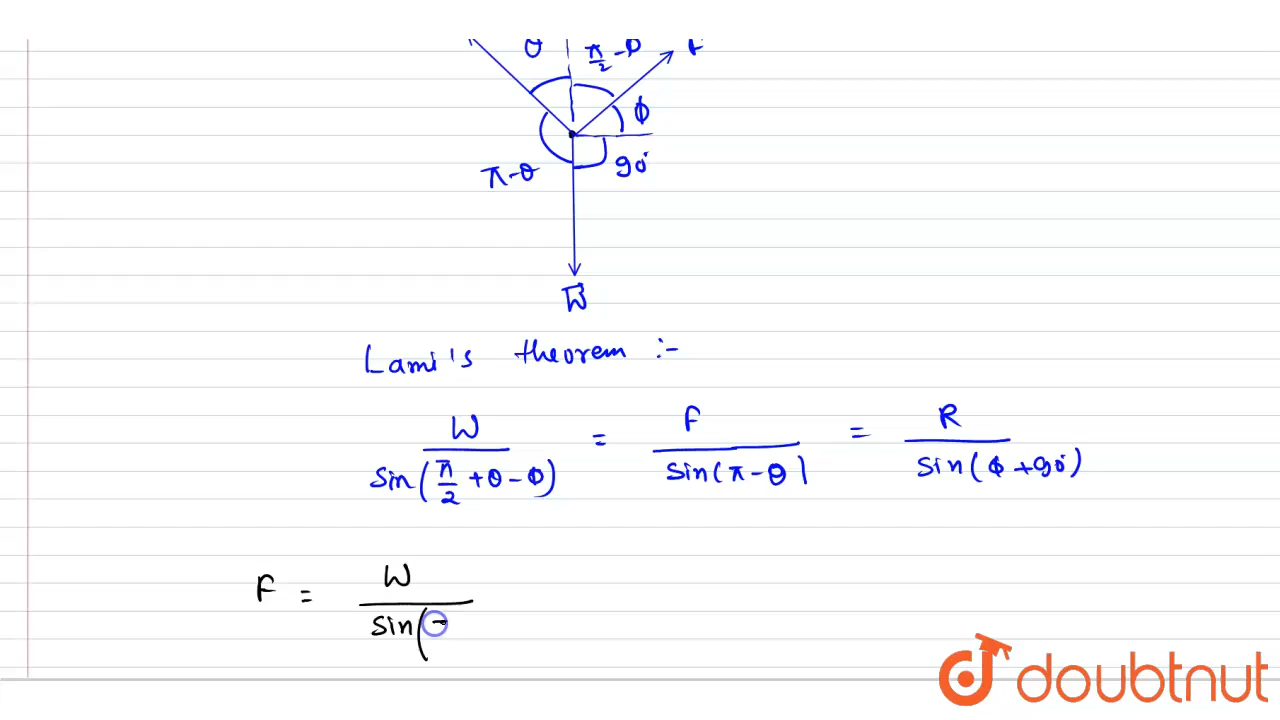 θ π/2 - φ F
φ
π-θ 90°
W
Lami's theorem :-
W / sin(π/2 + θ - φ) = F / sin(π - θ) = R / sin(φ + 90°)
F = W / sin(
doubtnut